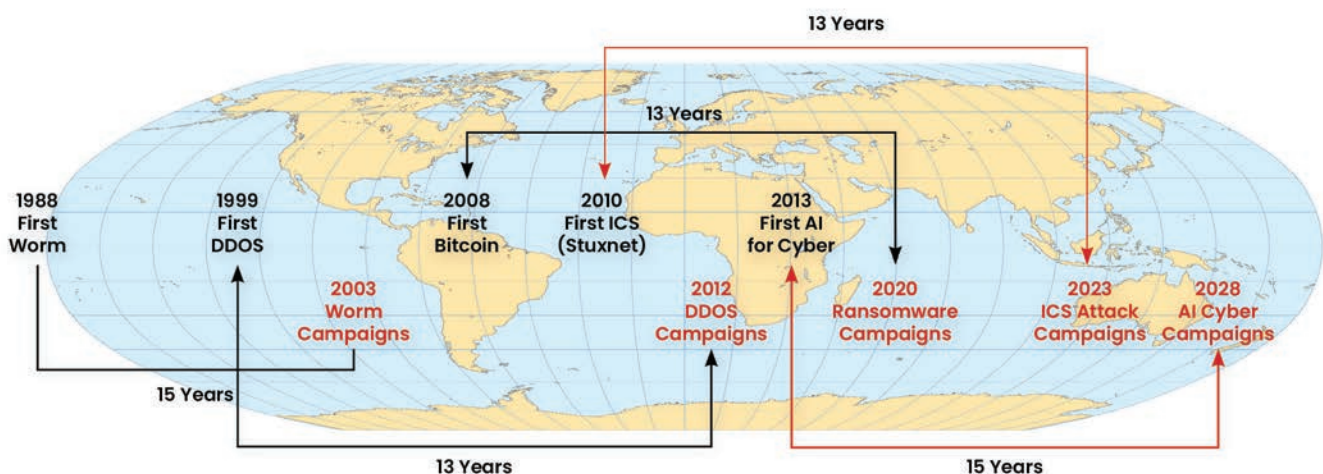 13 Years
13 Years
1988
First
Worm
1999
First
DDOS
2008
First
Bitcoin
2010
First ICS
(Stuxnet)
2013
First AI
for Cyber
2003
Worm
Campaigns
2012
DDOS
Campaigns
2020
Ransomware
Campaigns
2023
ICS Attack
Campaigns
2028
AI Cyber
Campaigns
15 Years
13 Years
15 Years